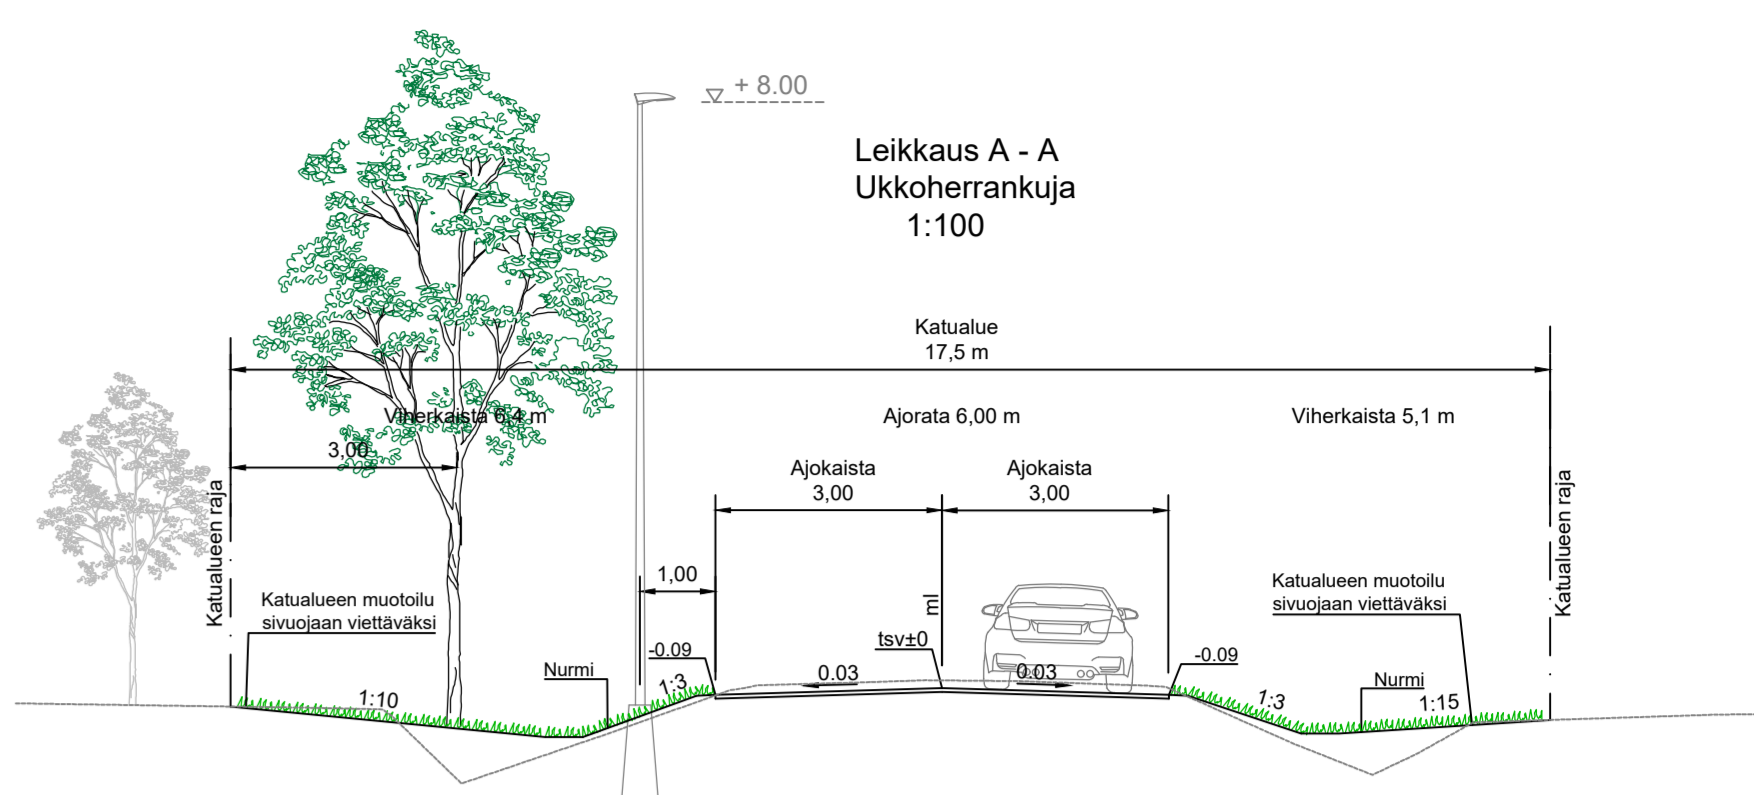 + 8.00
Leikkaus A - A
Ukkoherrankuja
1:100
Katualue
17,5 m
Viherkaista 6,4 m
Ajorata 6,00 m
Viherkaista 5,1 m
3,00
Ajokaista
3,00
Ajokaista
3,00
Katualueen raja
Katualueen raja
1,00
Katualueen muotoilu
sivuojaan viettäväksi
ml
Katualueen muotoilu
sivuojaan viettäväksi
tsv±0
-0.09
-0.09
Nurmi
0.03
0.03
Nurmi
1:10
1:3
1:3
1:15